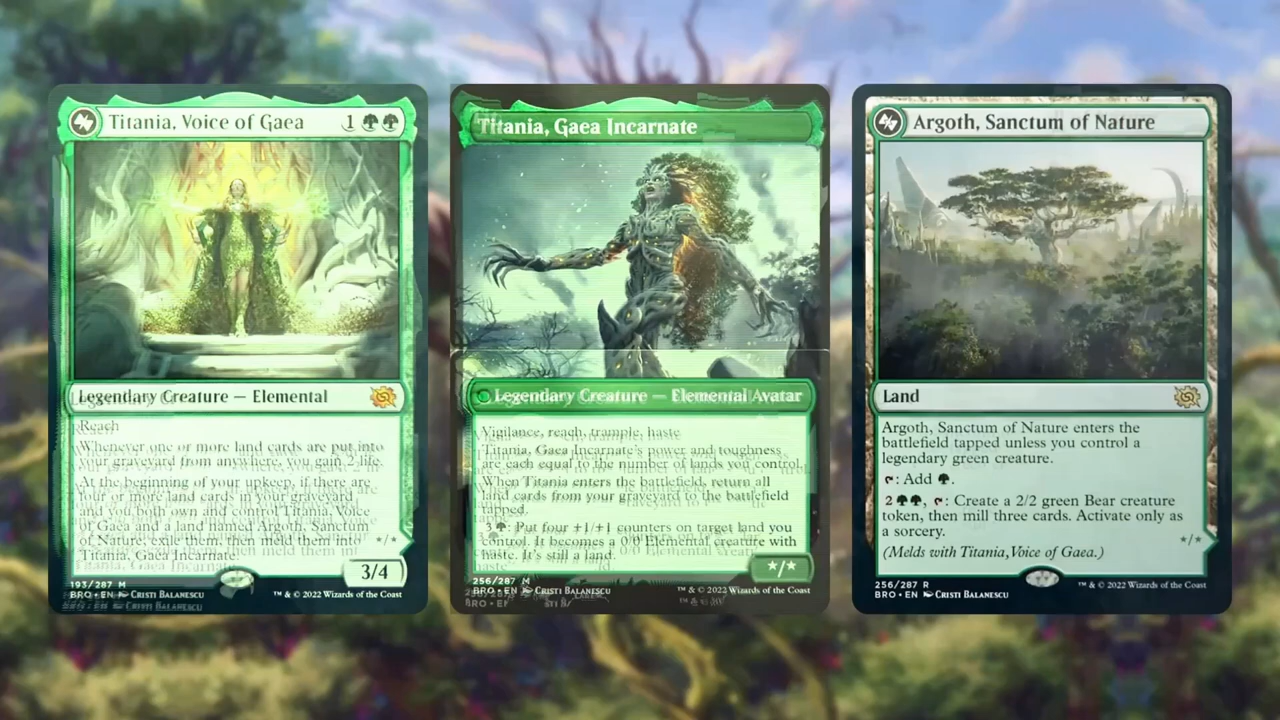 Titania, Voice of Gaea 1
Legendary Creature — Elemental
Reach
Whenever one or more land cards are put into
your graveyard from anywhere, you gain 2 life.
At the beginning of your upkeep, if there are
four or more land cards in your graveyard
and you both own and control Titania, Voice
of Gaea and a land named Argoth, Sanctum
of Nature, exile them, then meld them into
Titania, Gaea Incarnate.
*/*
3/4
193/287 M
BRO • EN Cristi Balanescu
™ & © 2022 Wizards of the Coast
Titania, Gaea Incarnate
Legendary Creature — Elemental Avatar
Vigilance, reach, trample, haste
Titania, Gaea Incarnate's power and toughness
are each equal to the number of lands you control.
When Titania enters the battlefield, return all
land cards from your graveyard to the battlefield
tapped.
3: Put four +1/+1 counters on target land you
control. It becomes a 0/0 Elemental creature with
haste. It's still a land.
*/*
256/287 M
BRO • EN Cristi Balanescu
™ & © 2022 Wizards of the Coast
Argoth, Sanctum of Nature
Land
Argoth, Sanctum of Nature enters the
battlefield tapped unless you control a
legendary green creature.
: Add .
2, : Create a 2/2 green Bear creature
token, then mill three cards. Activate only as
a sorcery.
(Melds with Titania,Voice of Gaea.)
*/*
256/287 R
BRO • EN Cristi Balanescu
™ & © 2022 Wizards of the Coast